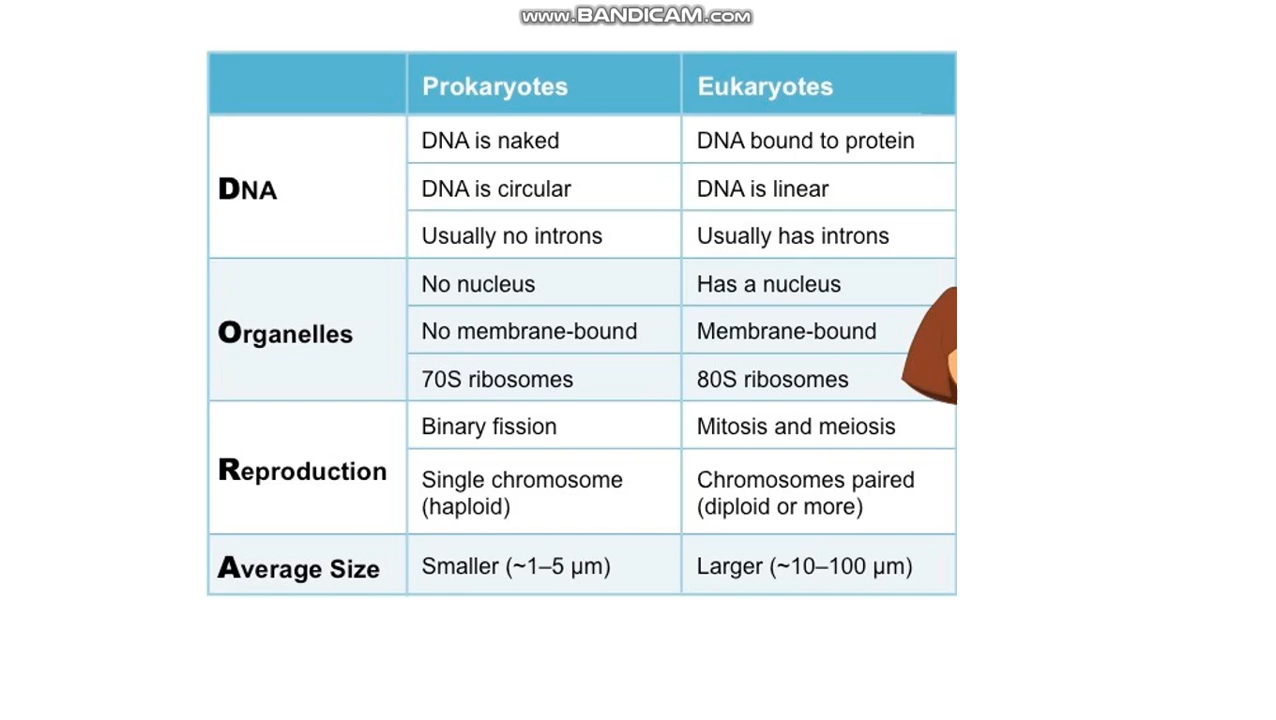 www.BANDICAM.com
Prokaryotes Eukaryotes
DNA
DNA is naked DNA bound to protein
DNA is circular DNA is linear
Usually no introns Usually has introns
Organelles
No nucleus Has a nucleus
No membrane-bound Membrane-bound
70S ribosomes 80S ribosomes
Reproduction
Binary fission Mitosis and meiosis
Single chromosome Chromosomes paired
(haploid) (diploid or more)
Average Size Smaller (~1–5 µm) Larger (~10–100 µm)